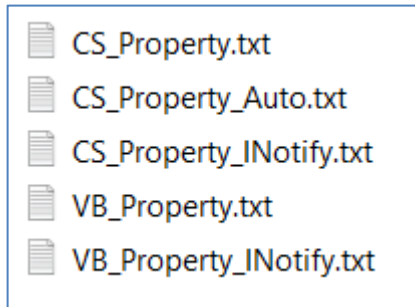 CS_Property.txt
CS_Property_Auto.txt
CS_Property_INotify.txt
VB_Property.txt
VB_Property_INotify.txt